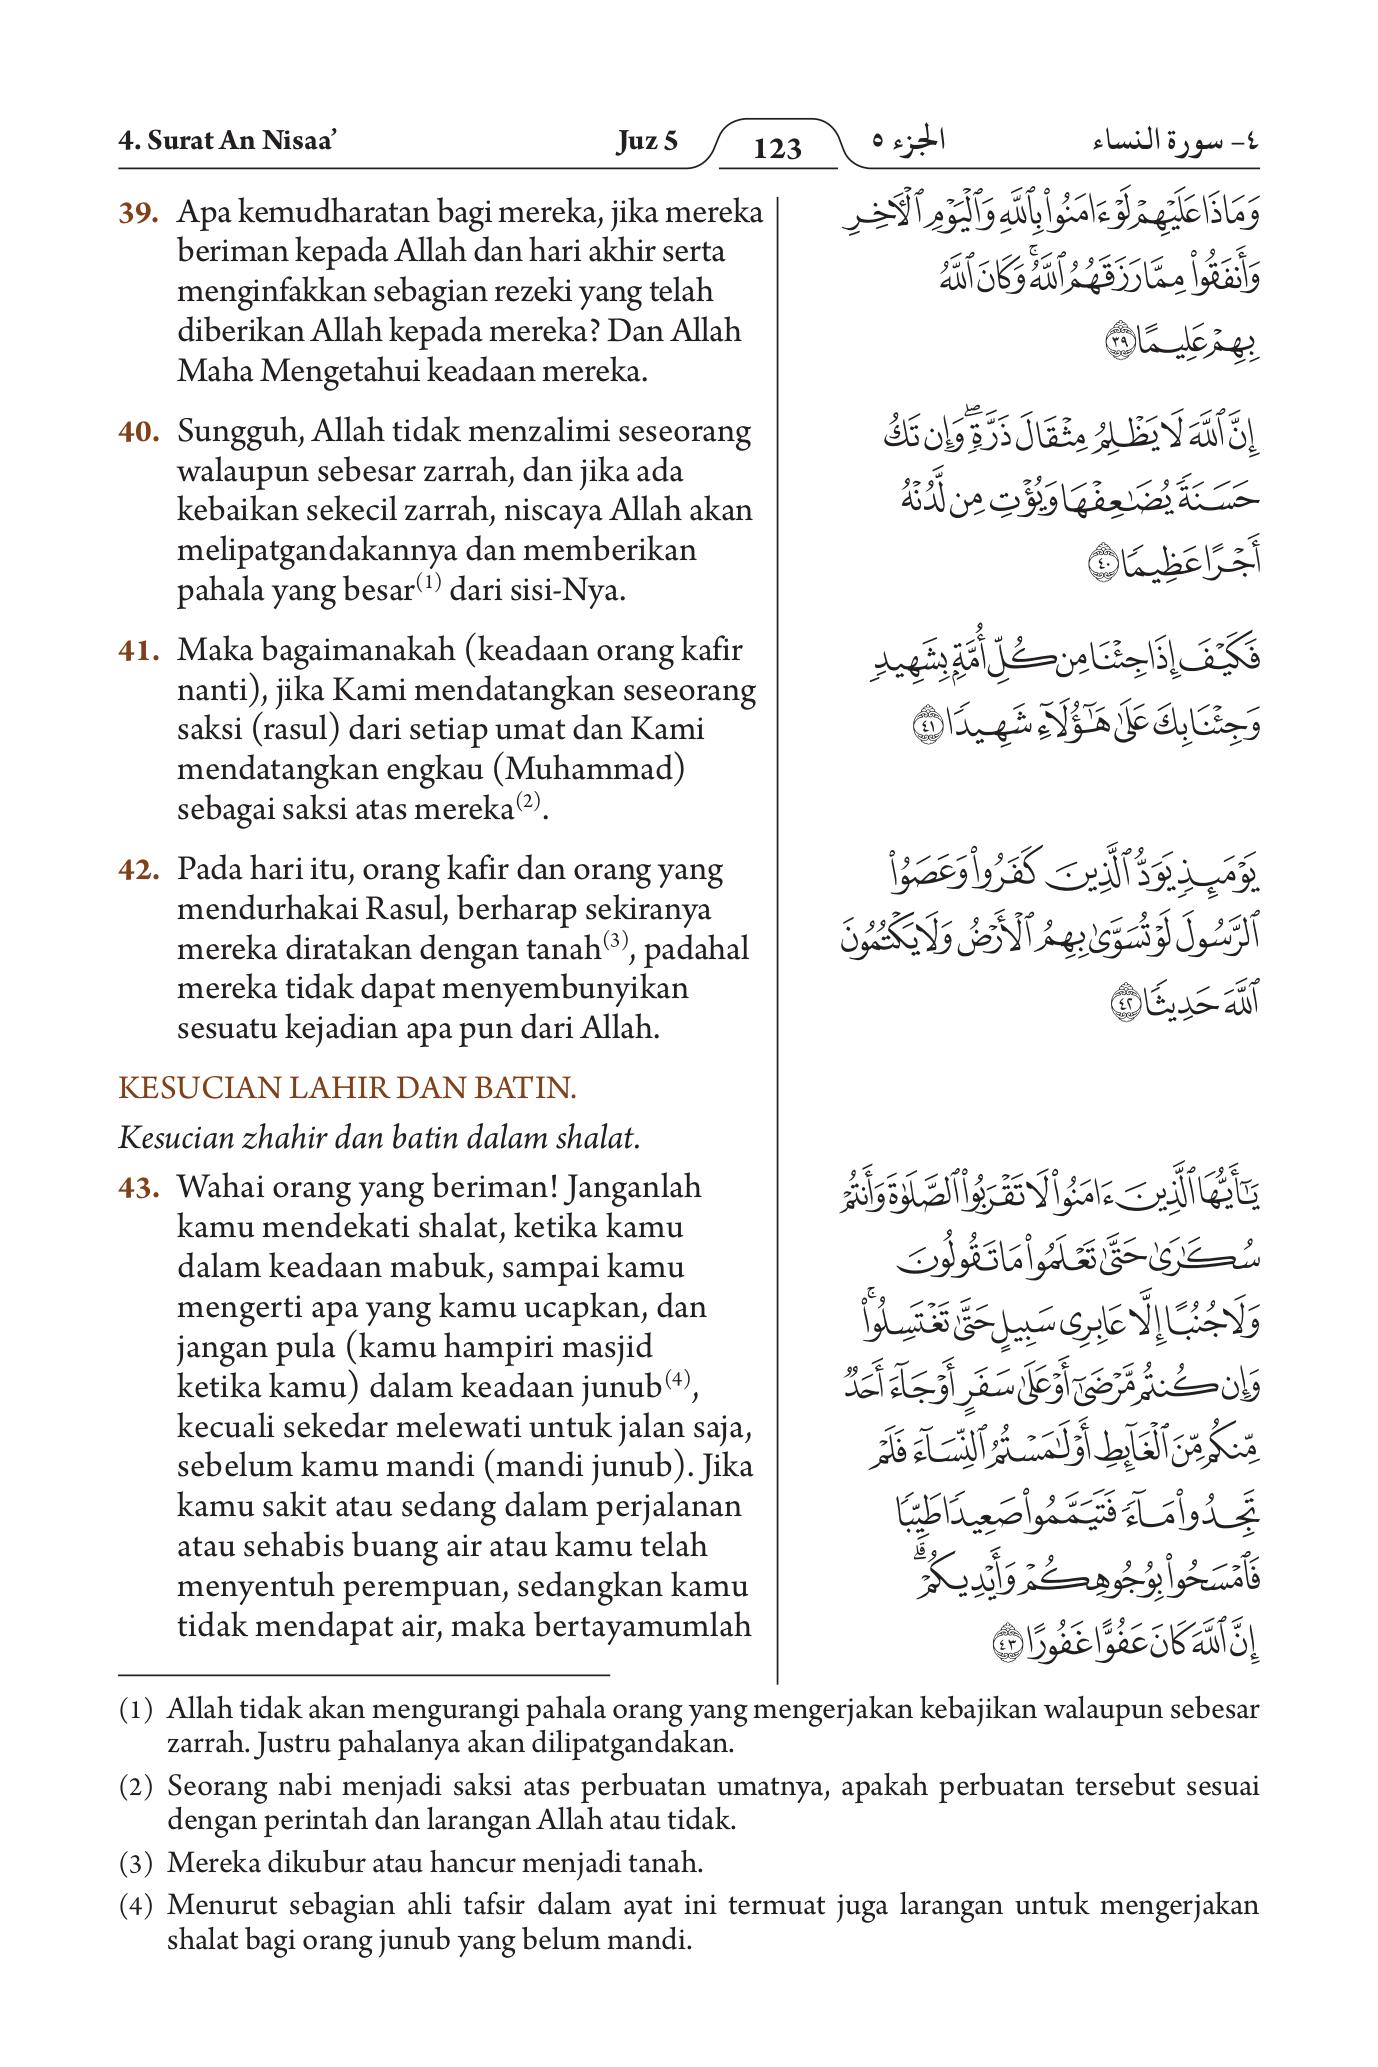 4. Surat An Nisaa’ Juz 5 123 الجزء ٥ ٤- سورة النساء
39. Apa kemudharatan bagi mereka, jika mereka
beriman kepada Allah dan hari akhir serta
menginfakkan sebagian rezeki yang telah
diberikan Allah kepada mereka? Dan Allah
Maha Mengetahui keadaan mereka.
وَمَاذَا عَلَيۡهِمۡ لَوۡ ءَامَنُواْ بِٱللَّهِ وَٱلۡيَوۡمِ ٱلۡأٓخِرِ
وَأَنفَقُواْ مِمَّا رَزَقَهُمُ ٱللَّهُۚ وَكَانَ ٱللَّهُ
بِهِمۡ عَلِيمًا ٣٩
40. Sungguh, Allah tidak menzalimi seseorang
walaupun sebesar zarrah, dan jika ada
kebaikan sekecil zarrah, niscaya Allah akan
melipatgandakannya dan memberikan
pahala yang besar(1) dari sisi-Nya.
إِنَّ ٱللَّهَ لَا يَظۡلِمُ مِثۡقَالَ ذَرَّةٖۖ وَإِن تَكُ
حَسَنَةٗ يُضَٰعِفۡهَا وَيُؤۡتِ مِن لَّدُنۡهُ
أَجۡرًا عَظِيمٗا ٤٠
41. Maka bagaimanakah (keadaan orang kafir
nanti), jika Kami mendatangkan seseorang
saksi (rasul) dari setiap umat dan Kami
mendatangkan engkau (Muhammad)
sebagai saksi atas mereka(2).
فَكَيۡفَ إِذَا جِئۡنَا مِن كُلِّ أُمَّةِۭ بِشَهِيدٖ
وَجِئۡنَا بِكَ عَلَىٰ هَٰٓؤُلَآءِ شَهِيدٗا ٤١
42. Pada hari itu, orang kafir dan orang yang
mendurhakai Rasul, berharap sekiranya
mereka diratakan dengan tanah(3), padahal
mereka tidak dapat menyembunyikan
sesuatu kejadian apa pun dari Allah.
يَوۡمَئِذٖ يَوَدُّ ٱلَّذِينَ كَفَرُواْ وَعَصَوُاْ
ٱلرَّسُولَ لَوۡ تُسَوَّىٰ بِهِمُ ٱلۡأَرۡضُ وَلَا يَكۡتُمُونَ
ٱللَّهَ حَدِيثٗا ٤٢
KESUCIAN LAHIR DAN BATIN.
Kesucian zhahir dan batin dalam shalat.
43. Wahai orang yang beriman! Janganlah
kamu mendekati shalat, ketika kamu
dalam keadaan mabuk, sampai kamu
mengerti apa yang kamu ucapkan, dan
jangan pula (kamu hampiri masjid
ketika kamu) dalam keadaan junub(4),
kecuali sekedar melewati untuk jalan saja,
sebelum kamu mandi (mandi junub). Jika
kamu sakit atau sedang dalam perjalanan
atau sehabis buang air atau kamu telah
menyentuh perempuan, sedangkan kamu
tidak mendapat air, maka bertayamumlah
يَٰٓأَيُّهَا ٱلَّذِينَ ءَامَنُواْ لَا تَقۡرَبُواْ ٱلصَّلَوٰةَ وَأَنتُمۡ
سُكَٰرَىٰ حَتَّىٰ تَعۡلَمُواْ مَا تَقُولُونَ
وَلَا جُنُبًا إِلَّا عَابِرِي سَبِيلٍ حَتَّىٰ تَغۡتَسِلُواْۚ
وَإِن كُنتُم مَّرۡضَىٰٓ أَوۡ عَلَىٰ سَفَرٍ أَوۡ جَآءَ أَحَدٞ
مِّنكُم مِّنَ ٱلۡغَآئِطِ أَوۡ لَٰمَسۡتُمُ ٱلنِّسَآءَ فَلَمۡ
تَجِدُواْ مَآءٗ فَتَيَمَّمُواْ صَعِيدٗا طَيِّبٗا
فَٱمۡسَحُواْ بِوُجُوهِكُمۡ وَأَيۡدِيكُمۡۗ
إِنَّ ٱللَّهَ كَانَ عَفُوًّا غَفُورًا ٤٣
(1) Allah tidak akan mengurangi pahala orang yang mengerjakan kebajikan walaupun sebesar
zarrah. Justru pahalanya akan dilipatgandakan.
(2) Seorang nabi menjadi saksi atas perbuatan umatnya, apakah perbuatan tersebut sesuai
dengan perintah dan larangan Allah atau tidak.
(3) Mereka dikubur atau hancur menjadi tanah.
(4) Menurut sebagian ahli tafsir dalam ayat ini termuat juga larangan untuk mengerjakan
shalat bagi orang junub yang belum mandi.